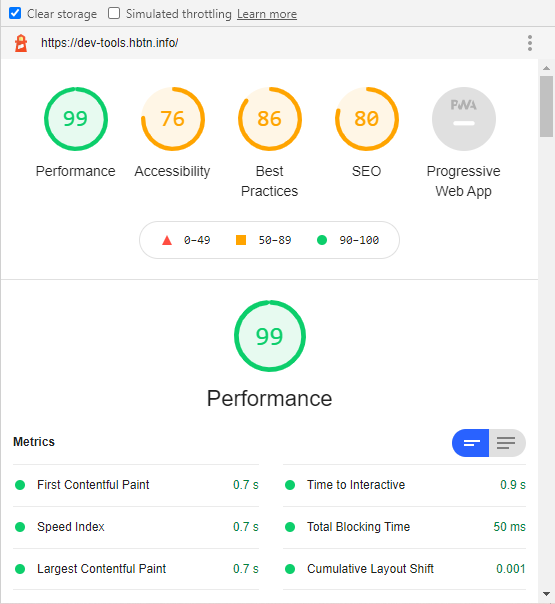 Clear storage Simulated throttling Learn more
https://dev-tools.hbtn.info/
99 76 86 80 PWA
Performance Accessibility Best Practices SEO Progressive Web App
0–49 50–89 90–100
99
Performance
Metrics
First Contentful Paint 0.7 s
Time to Interactive 0.9 s
Speed Index 0.7 s
Total Blocking Time 50 ms
Largest Contentful Paint 0.7 s
Cumulative Layout Shift 0.001